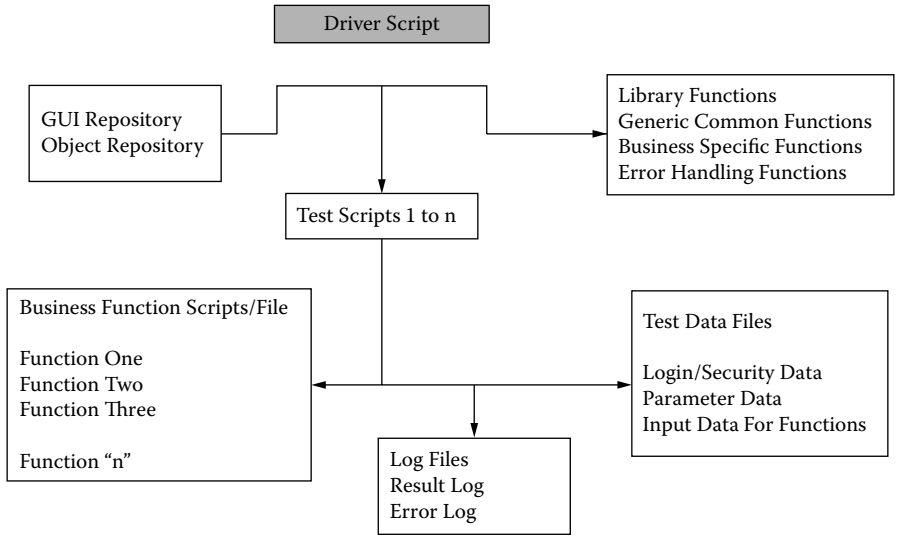 Driver Script
GUI Repository
Object Repository
Library Functions
Generic Common Functions
Business Specific Functions
Error Handling Functions
Test Scripts 1 to n
Business Function Scripts/File
Function One
Function Two
Function Three
Function “n”
Test Data Files
Login/Security Data
Parameter Data
Input Data For Functions
Log Files
Result Log
Error Log